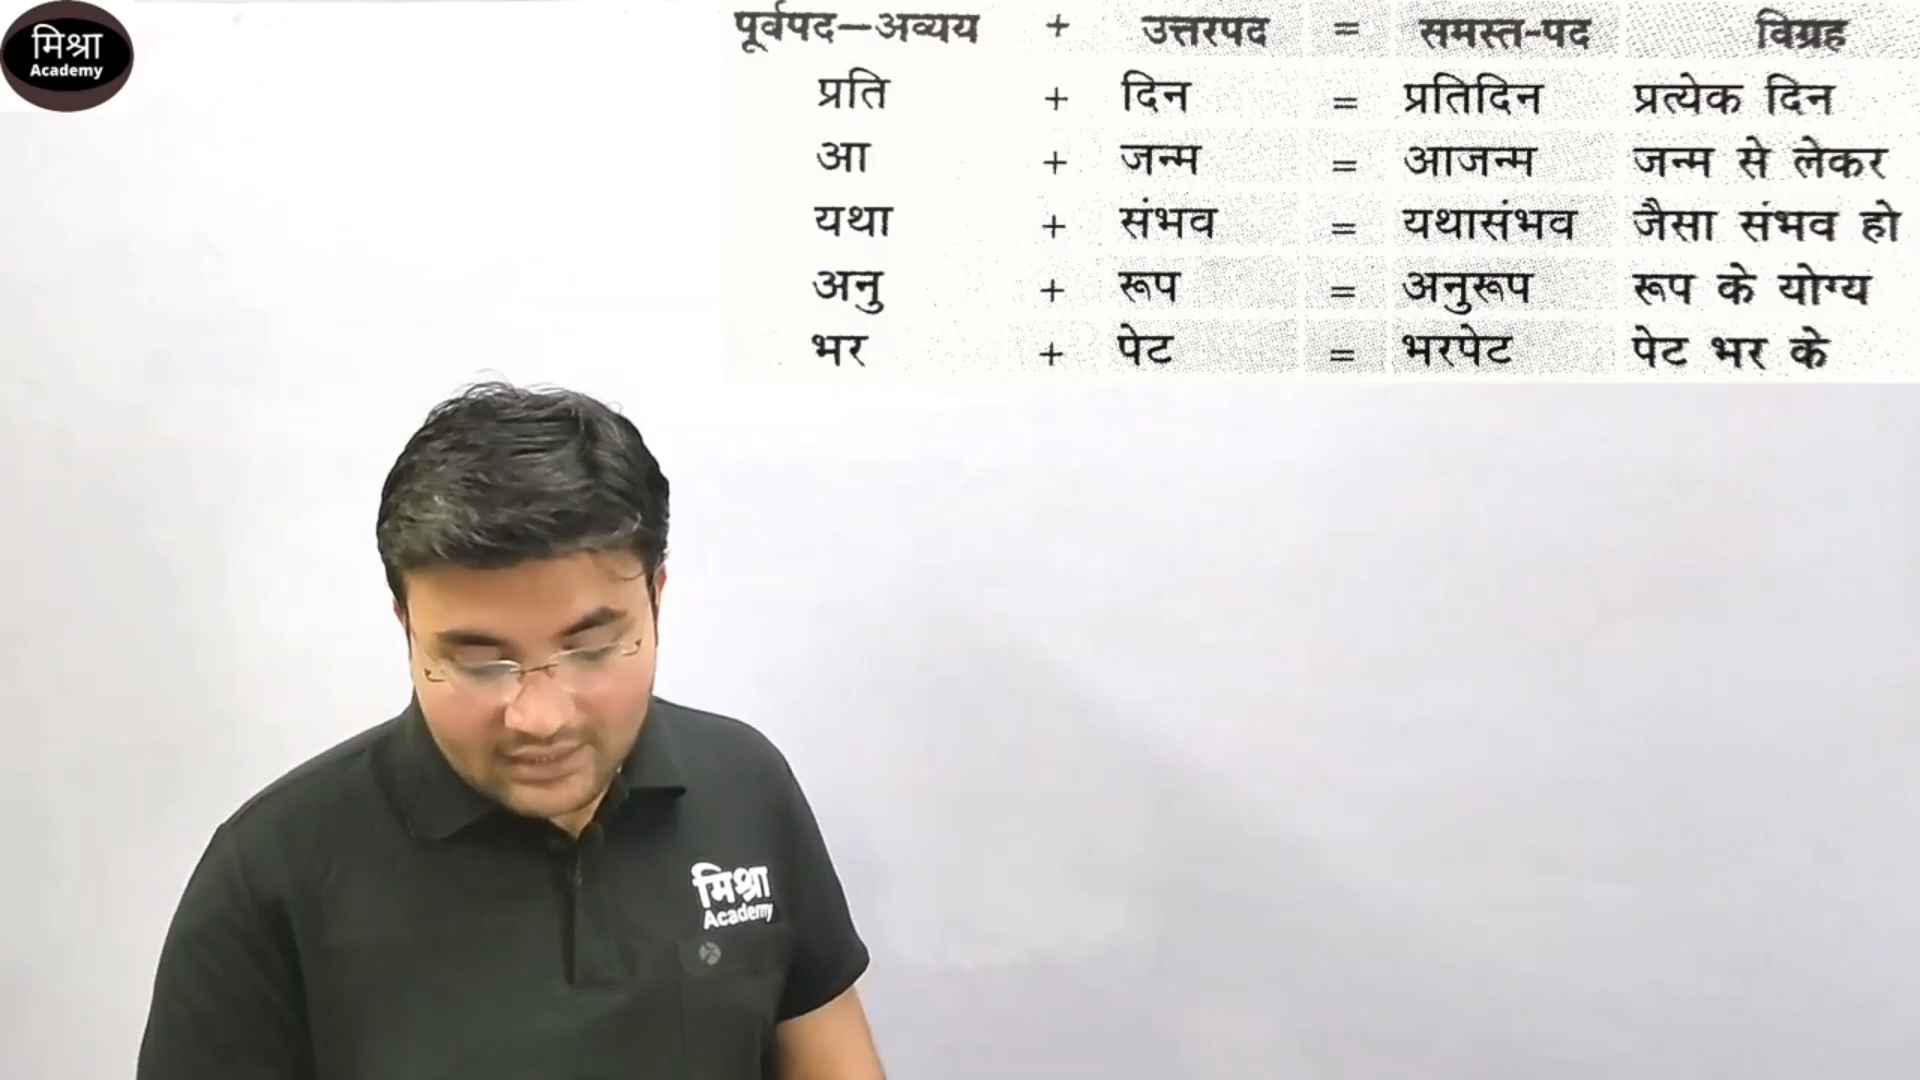 मिश्रा
Academy
पूर्वपद—अव्यय + उत्तरपद = समस्त-पद विग्रह
प्रति + दिन = प्रतिदिन प्रत्येक दिन
आ + जन्म = आजन्म जन्म से लेकर
यथा + संभव = यथासंभव जैसा संभव हो
अनु + रूप = अनुरूप रूप के योग्य
भर + पेट = भरपेट पेट भर के
मिश्रा
Academy